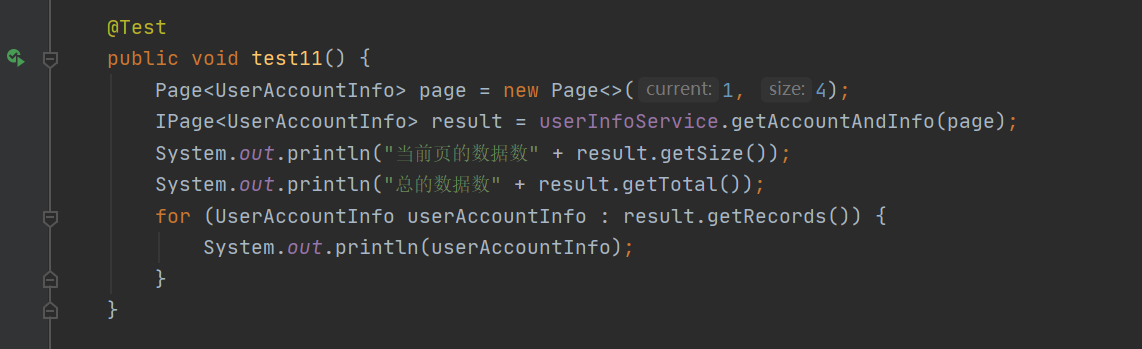 @Test
public void test11() {
Page<UserAccountInfo> page = new Page<>( current: 1, size: 4);
IPage<UserAccountInfo> result = userInfoService.getAccountAndInfo(page);
System.out.println("当前页的数据数" + result.getSize());
System.out.println("总的数据数" + result.getTotal());
for (UserAccountInfo userAccountInfo : result.getRecords()) {
System.out.println(userAccountInfo);
}
}